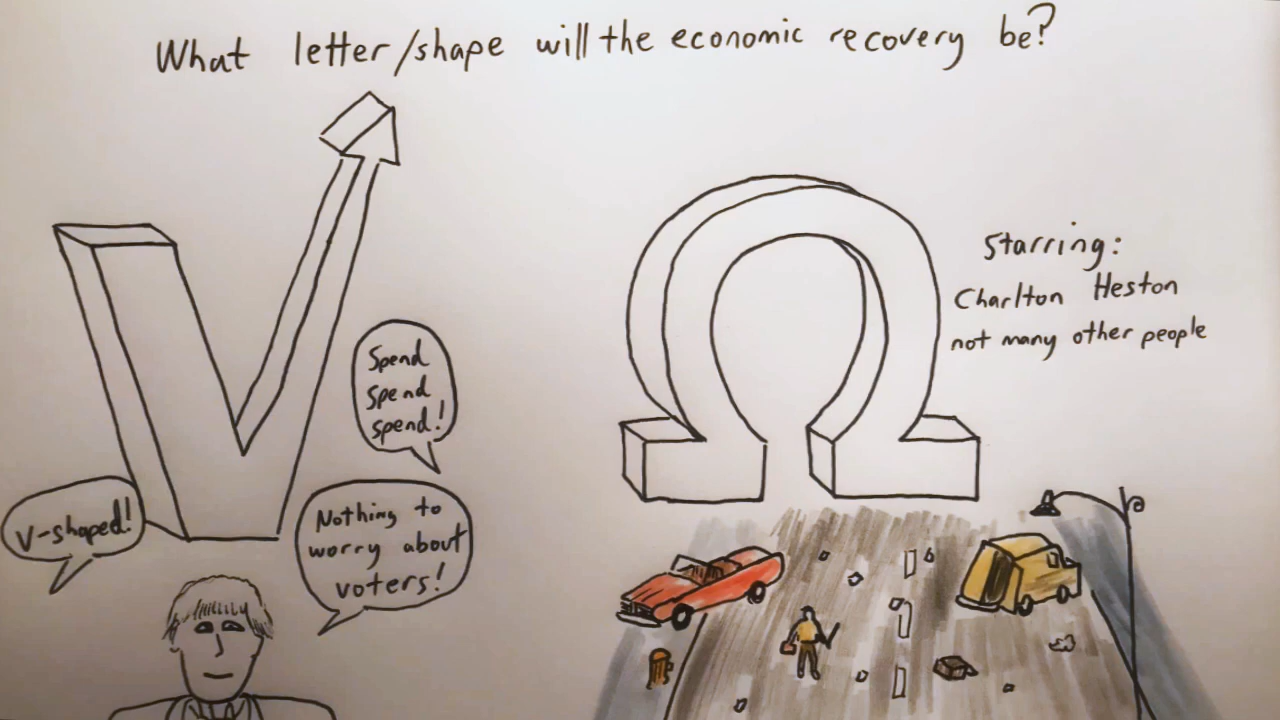 What letter/shape will the economic recovery be?
Spend
spend
spend!
V-shaped!
Nothing to
worry about
voters!
Starring:
Charlton Heston
not many other people